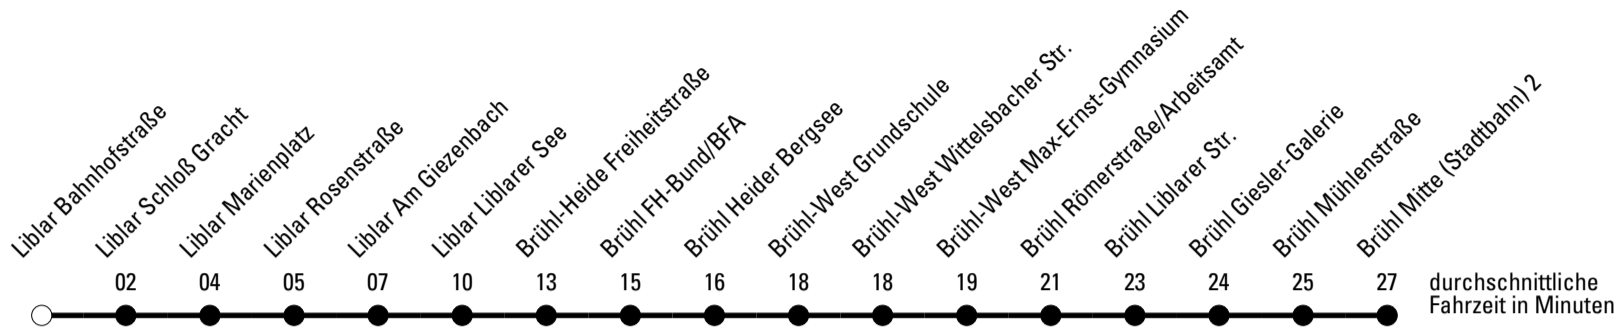 Liblar Bahnhofstraße
Liblar Schloß Gracht
Liblar Marienplatz
Liblar Rosenstraße
Liblar Am Giezenbach
Liblar Liblarer See
Brühl-Heide Freiheitstraße
Brühl FH-Bund/BFA
Brühl Heider Bergsee
Brühl-West Grundschule
Brühl-West Wittelsbacher Str.
Brühl-West Max-Ernst-Gymnasium
Brühl Römerstraße/Arbeitsamt
Brühl Liblarer Str.
Brühl Giesler-Galerie
Brühl Mühlenstraße
Brühl Mitte (Stadtbahn) 2
02 04 05 07 10 13 15 16 18 18 19 21 23 24 25 27 durchschnittliche
Fahrzeit in Minuten